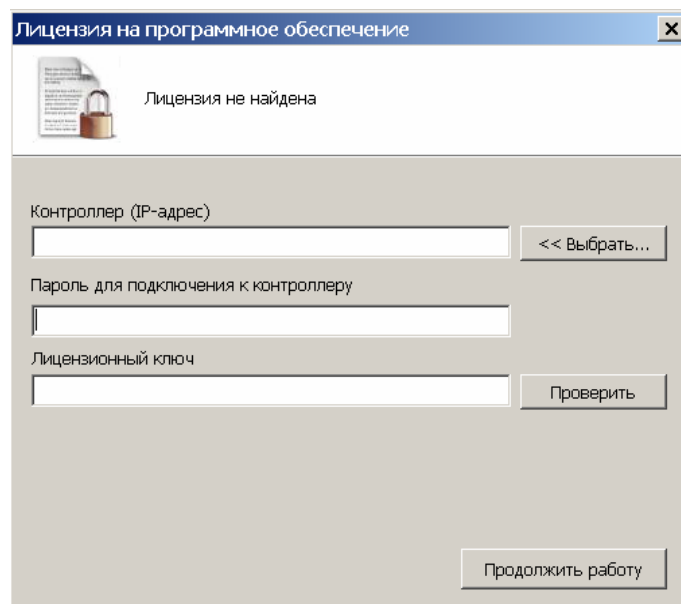 Лицензия на программное обеспечение
Лицензия не найдена
Контроллер (IP-адрес)
<< Выбрать...
Пароль для подключения к контроллеру
Лицензионный ключ
Проверить
Продолжить работу